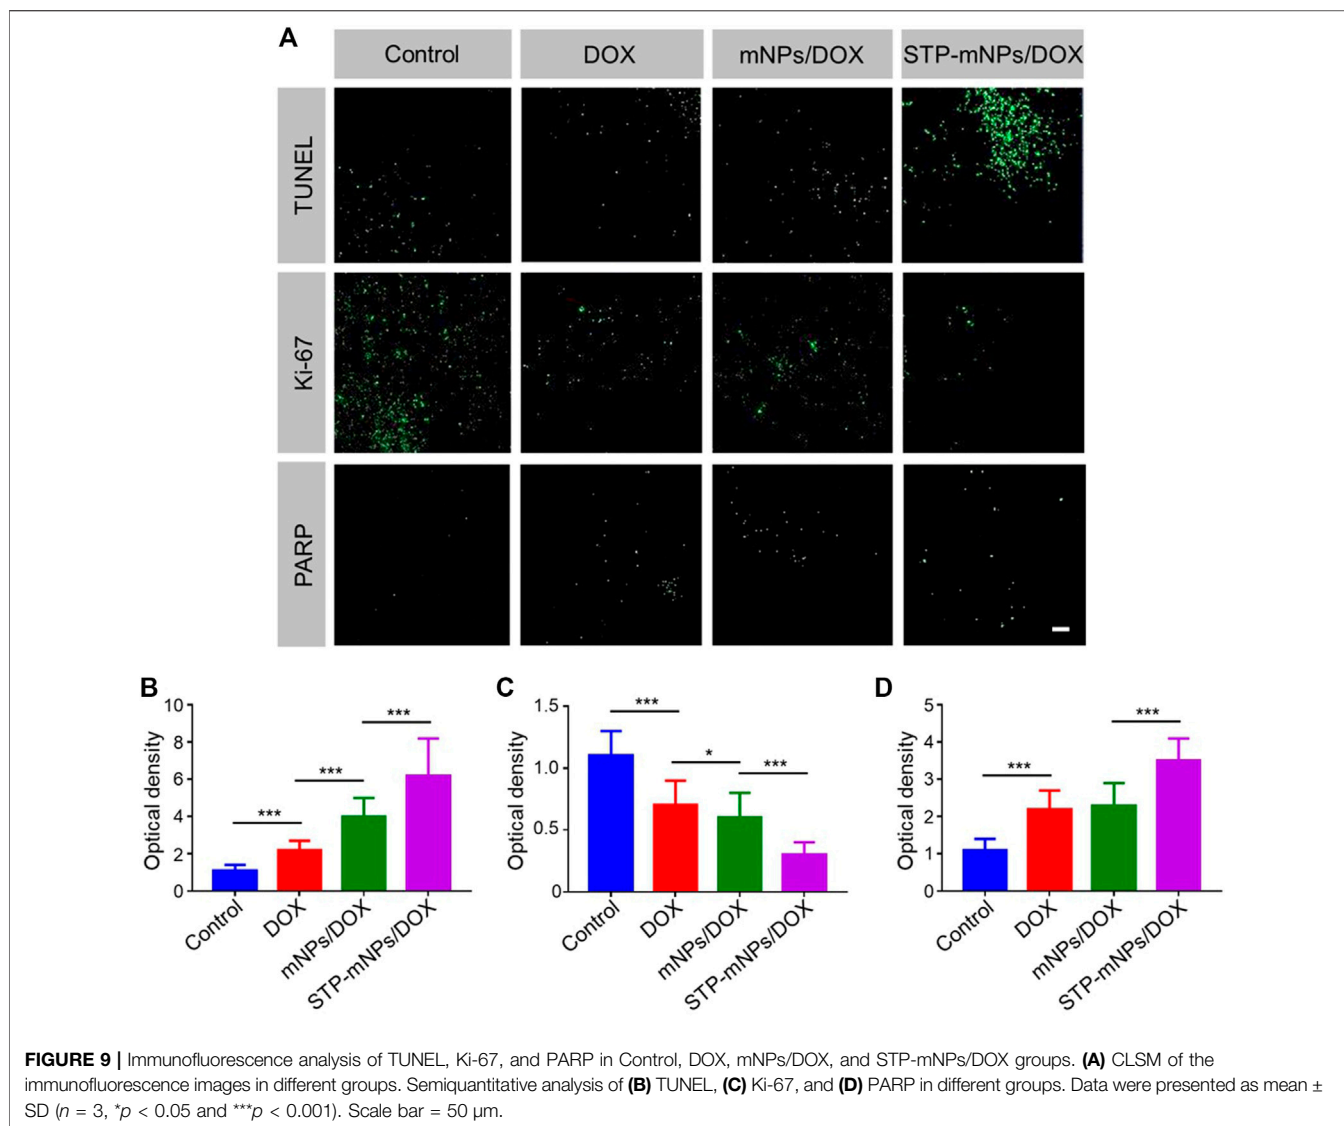 A
Control
DOX
mNPs/DOX
STP-mNPs/DOX
TUNEL
Ki-67
PARP
B
Optical density
10
8
6
4
2
0
***
***
***
Control
DOX
mNPs/DOX
STP-mNPs/DOX
C
Optical density
1.5
1.0
0.5
0
***
*
***
Control
DOX
mNPs/DOX
STP-mNPs/DOX
D
Optical density
5
4
3
2
1
0
***
***
Control
DOX
mNPs/DOX
STP-mNPs/DOX
FIGURE 9 | Immunofluorescence analysis of TUNEL, Ki-67, and PARP in Control, DOX, mNPs/DOX, and STP-mNPs/DOX groups. (A) CLSM of the
immunofluorescence images in different groups. Semiquantitative analysis of (B) TUNEL, (C) Ki-67, and (D) PARP in different groups. Data were presented as mean ±
SD (n = 3, *p < 0.05 and ***p < 0.001). Scale bar = 50 µm.